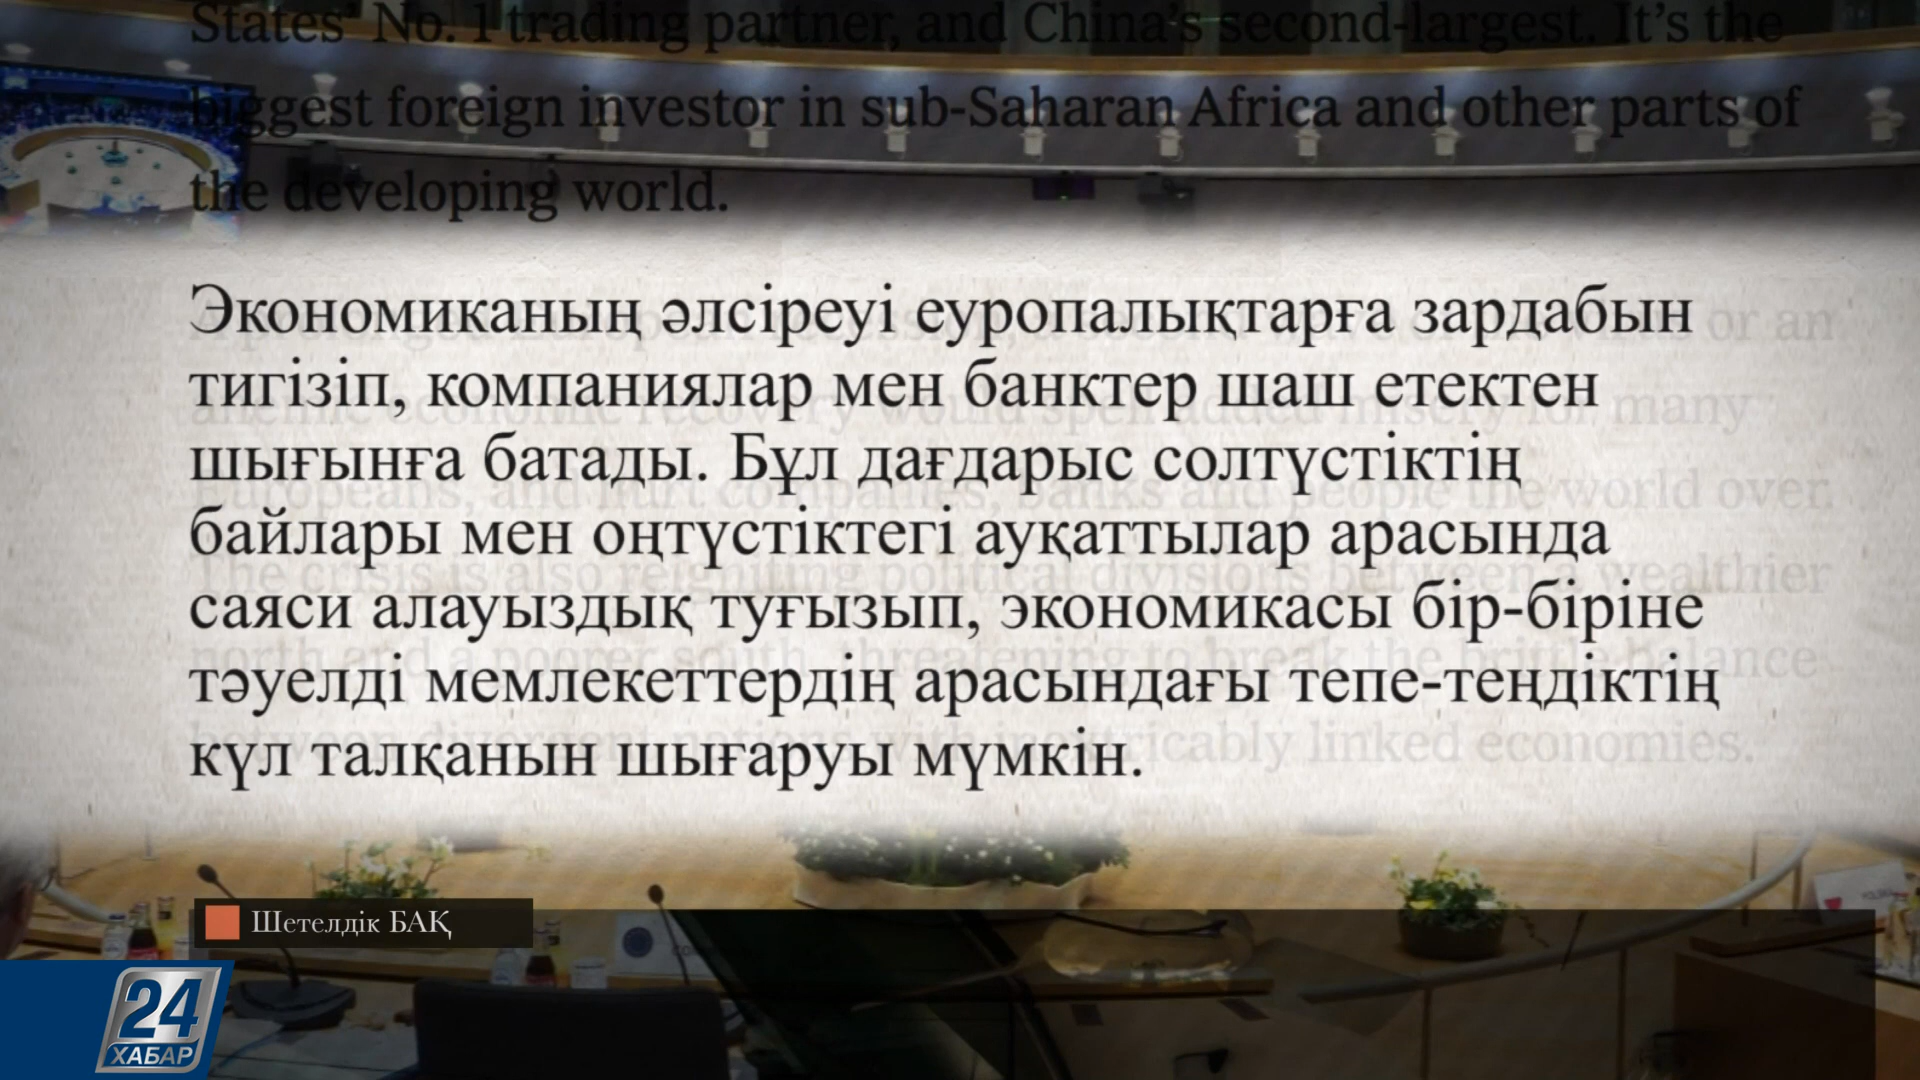 States' No. 1 trading partner, and China's second-largest. It's the
biggest foreign investor in sub-Saharan Africa and other parts of
the developing world.
Экономиканың әлсіреуі еуропалықтарға зардабын
тигізіп, компаниялар мен банктер шаш етектен
шығынға батады. Бұл дағдарыс солтүстіктің
байлары мен оңтүстіктегі ауқаттылар арасында
саяси алауыздық туғызып, экономикасы бір-біріне
тәуелді мемлекеттердің арасындағы тепе-теңдіктің
күл талқанын шығаруы мүмкін.
Шетелдік БАҚ
24
ХАБАР